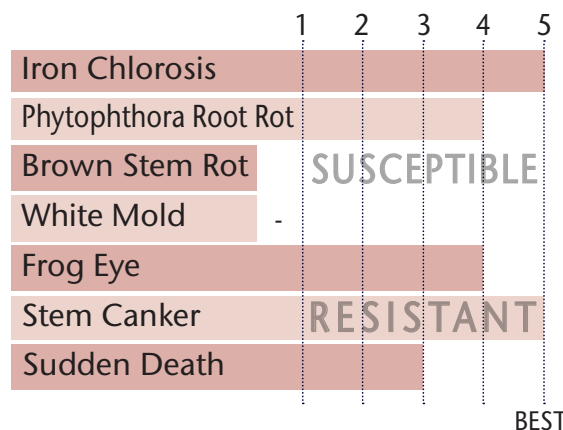 1 2 3 4 5
Iron Chlorosis
Phytophthora Root Rot
Brown Stem Rot SUSCEPTIBLE
White Mold -
Frog Eye
Stem Canker RESISTANT
Sudden Death
BEST